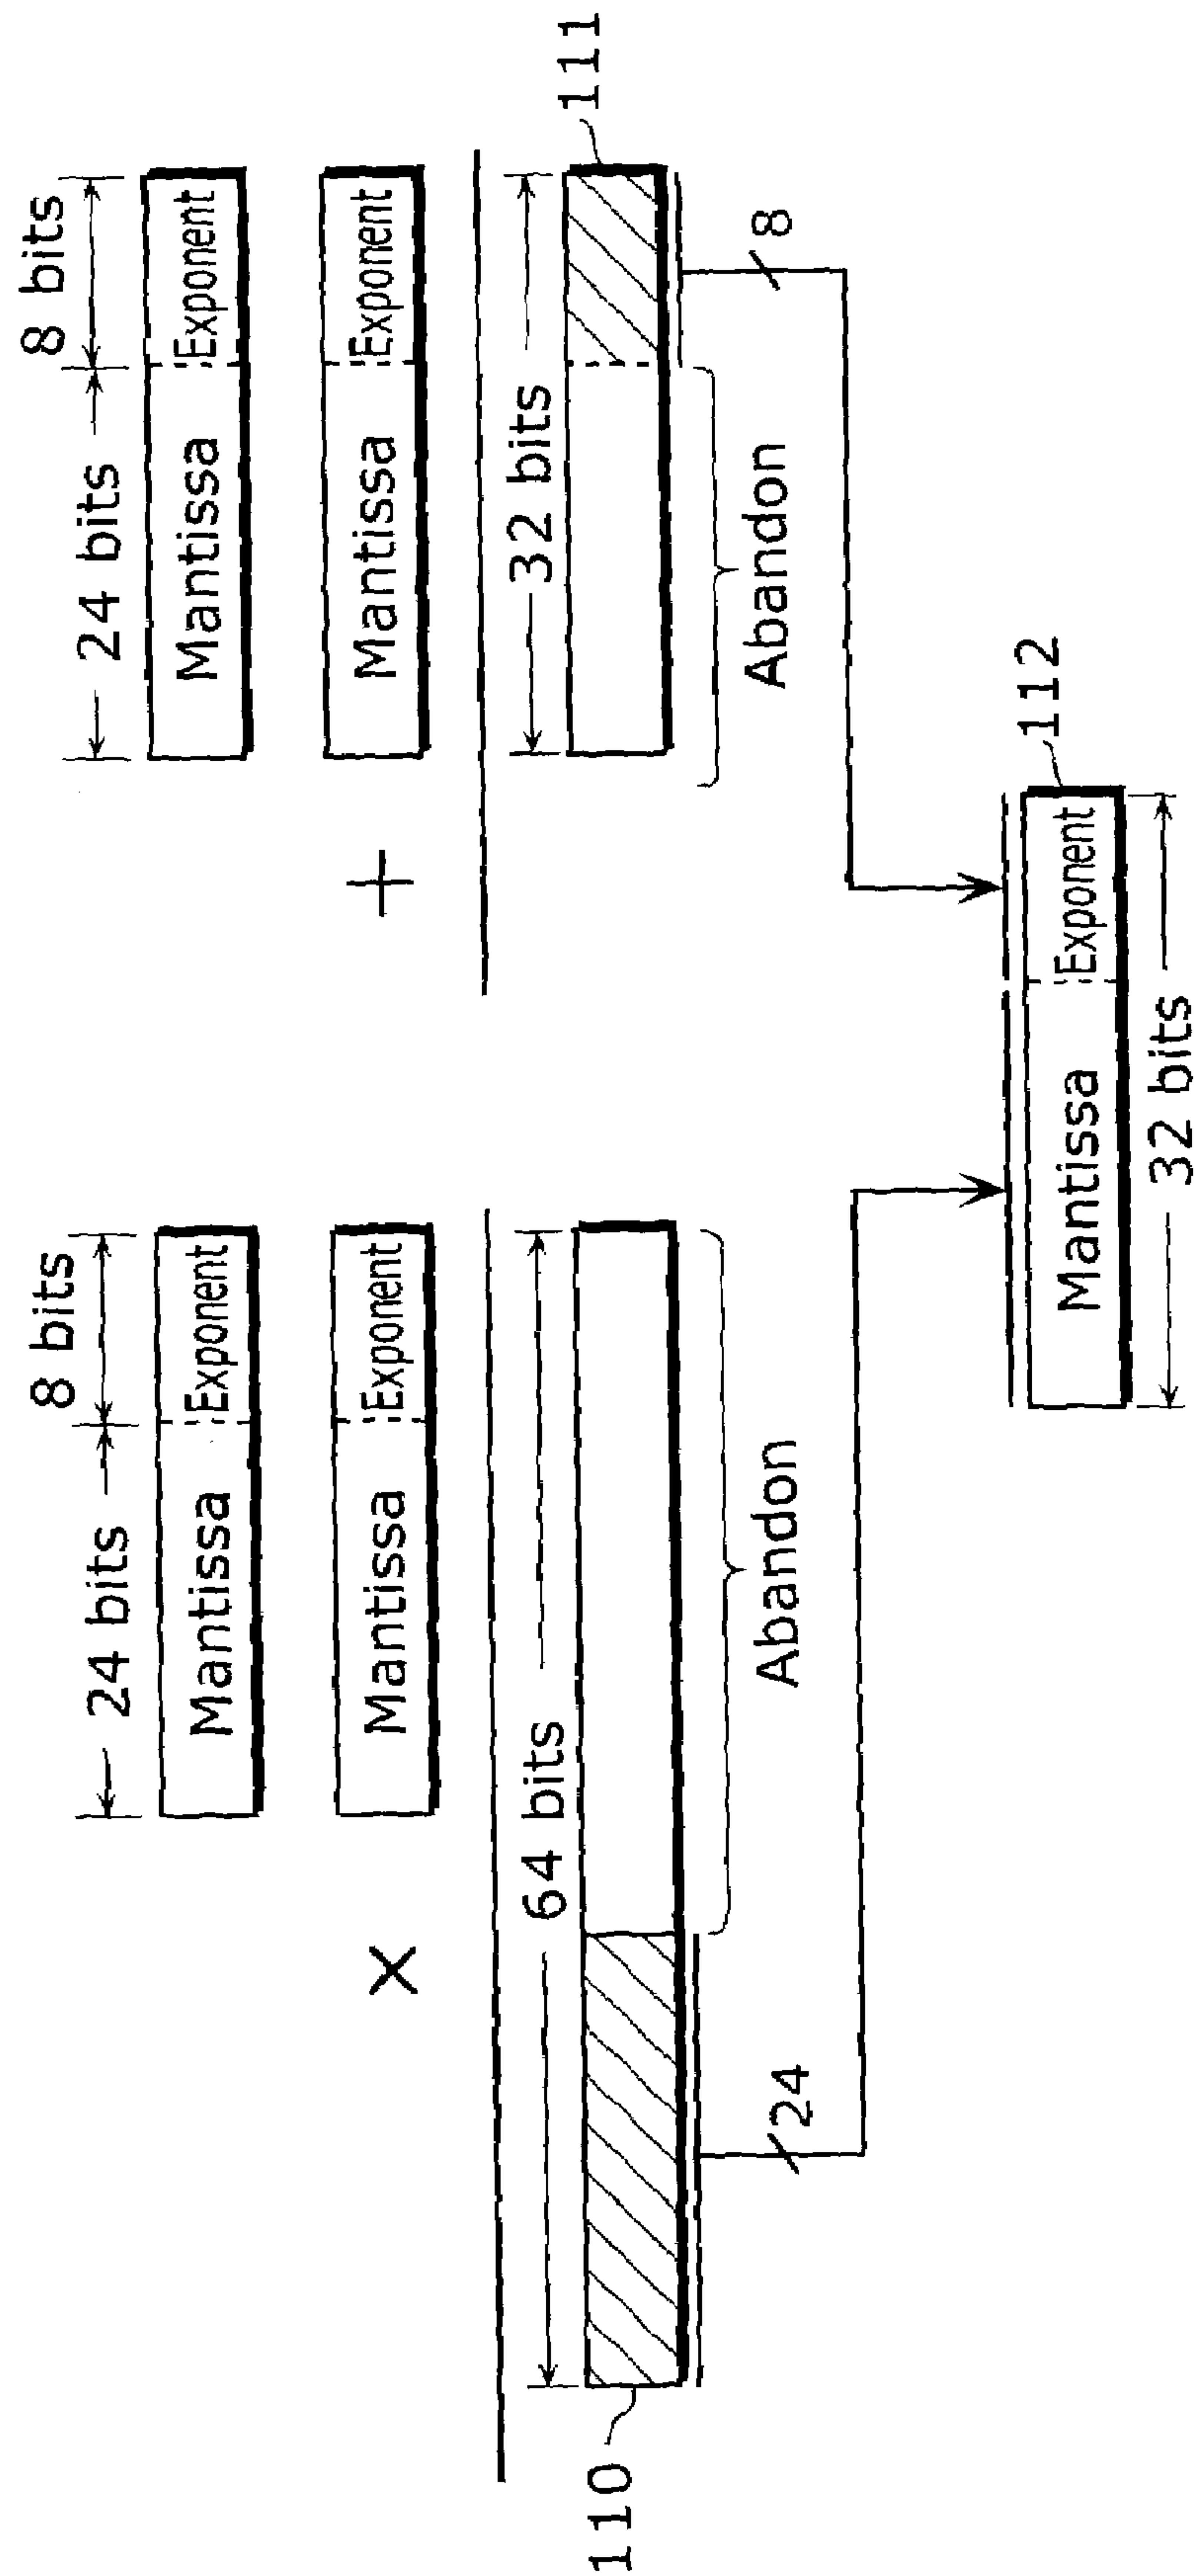 24 bits
8 bits
Mantissa
Exponent
×
Mantissa
Exponent
64 bits
110
Abandon
24
24 bits
8 bits
Mantissa
Exponent
+
Mantissa
Exponent
32 bits
111
Abandon
8
112
Mantissa
Exponent
32 bits